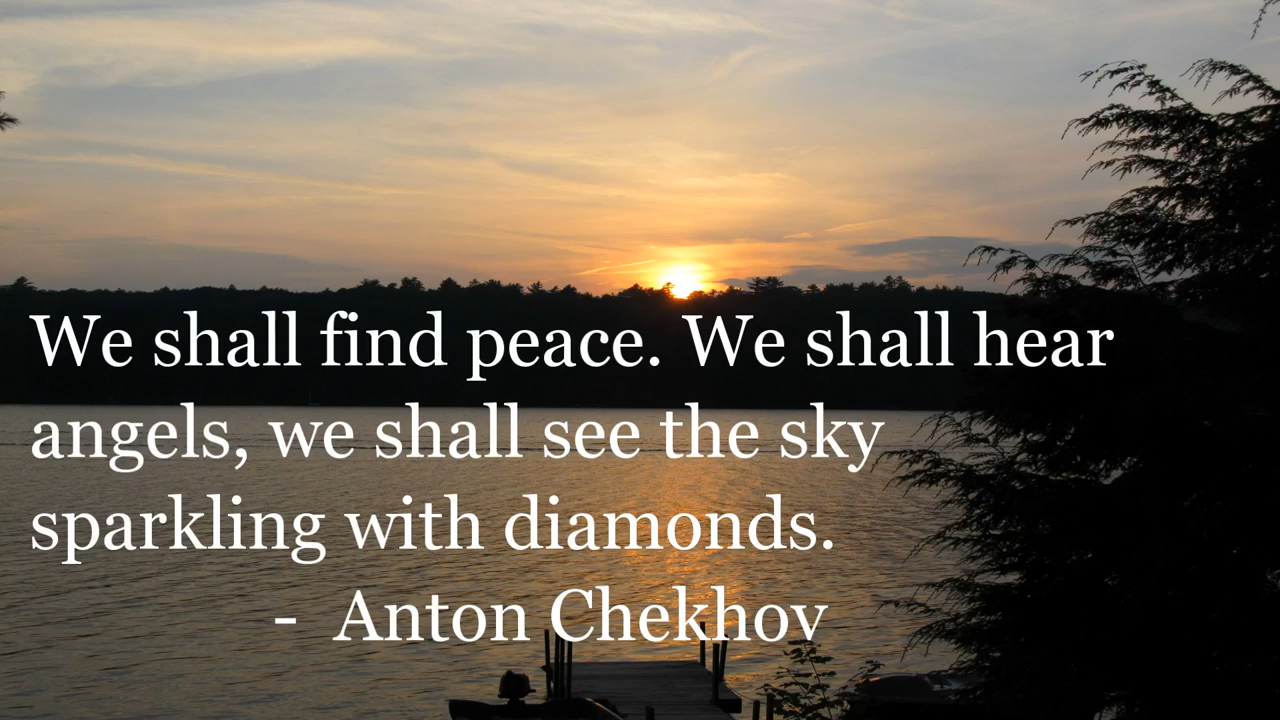 We shall find peace. We shall hear
angels, we shall see the sky
sparkling with diamonds.
- Anton Chekhov